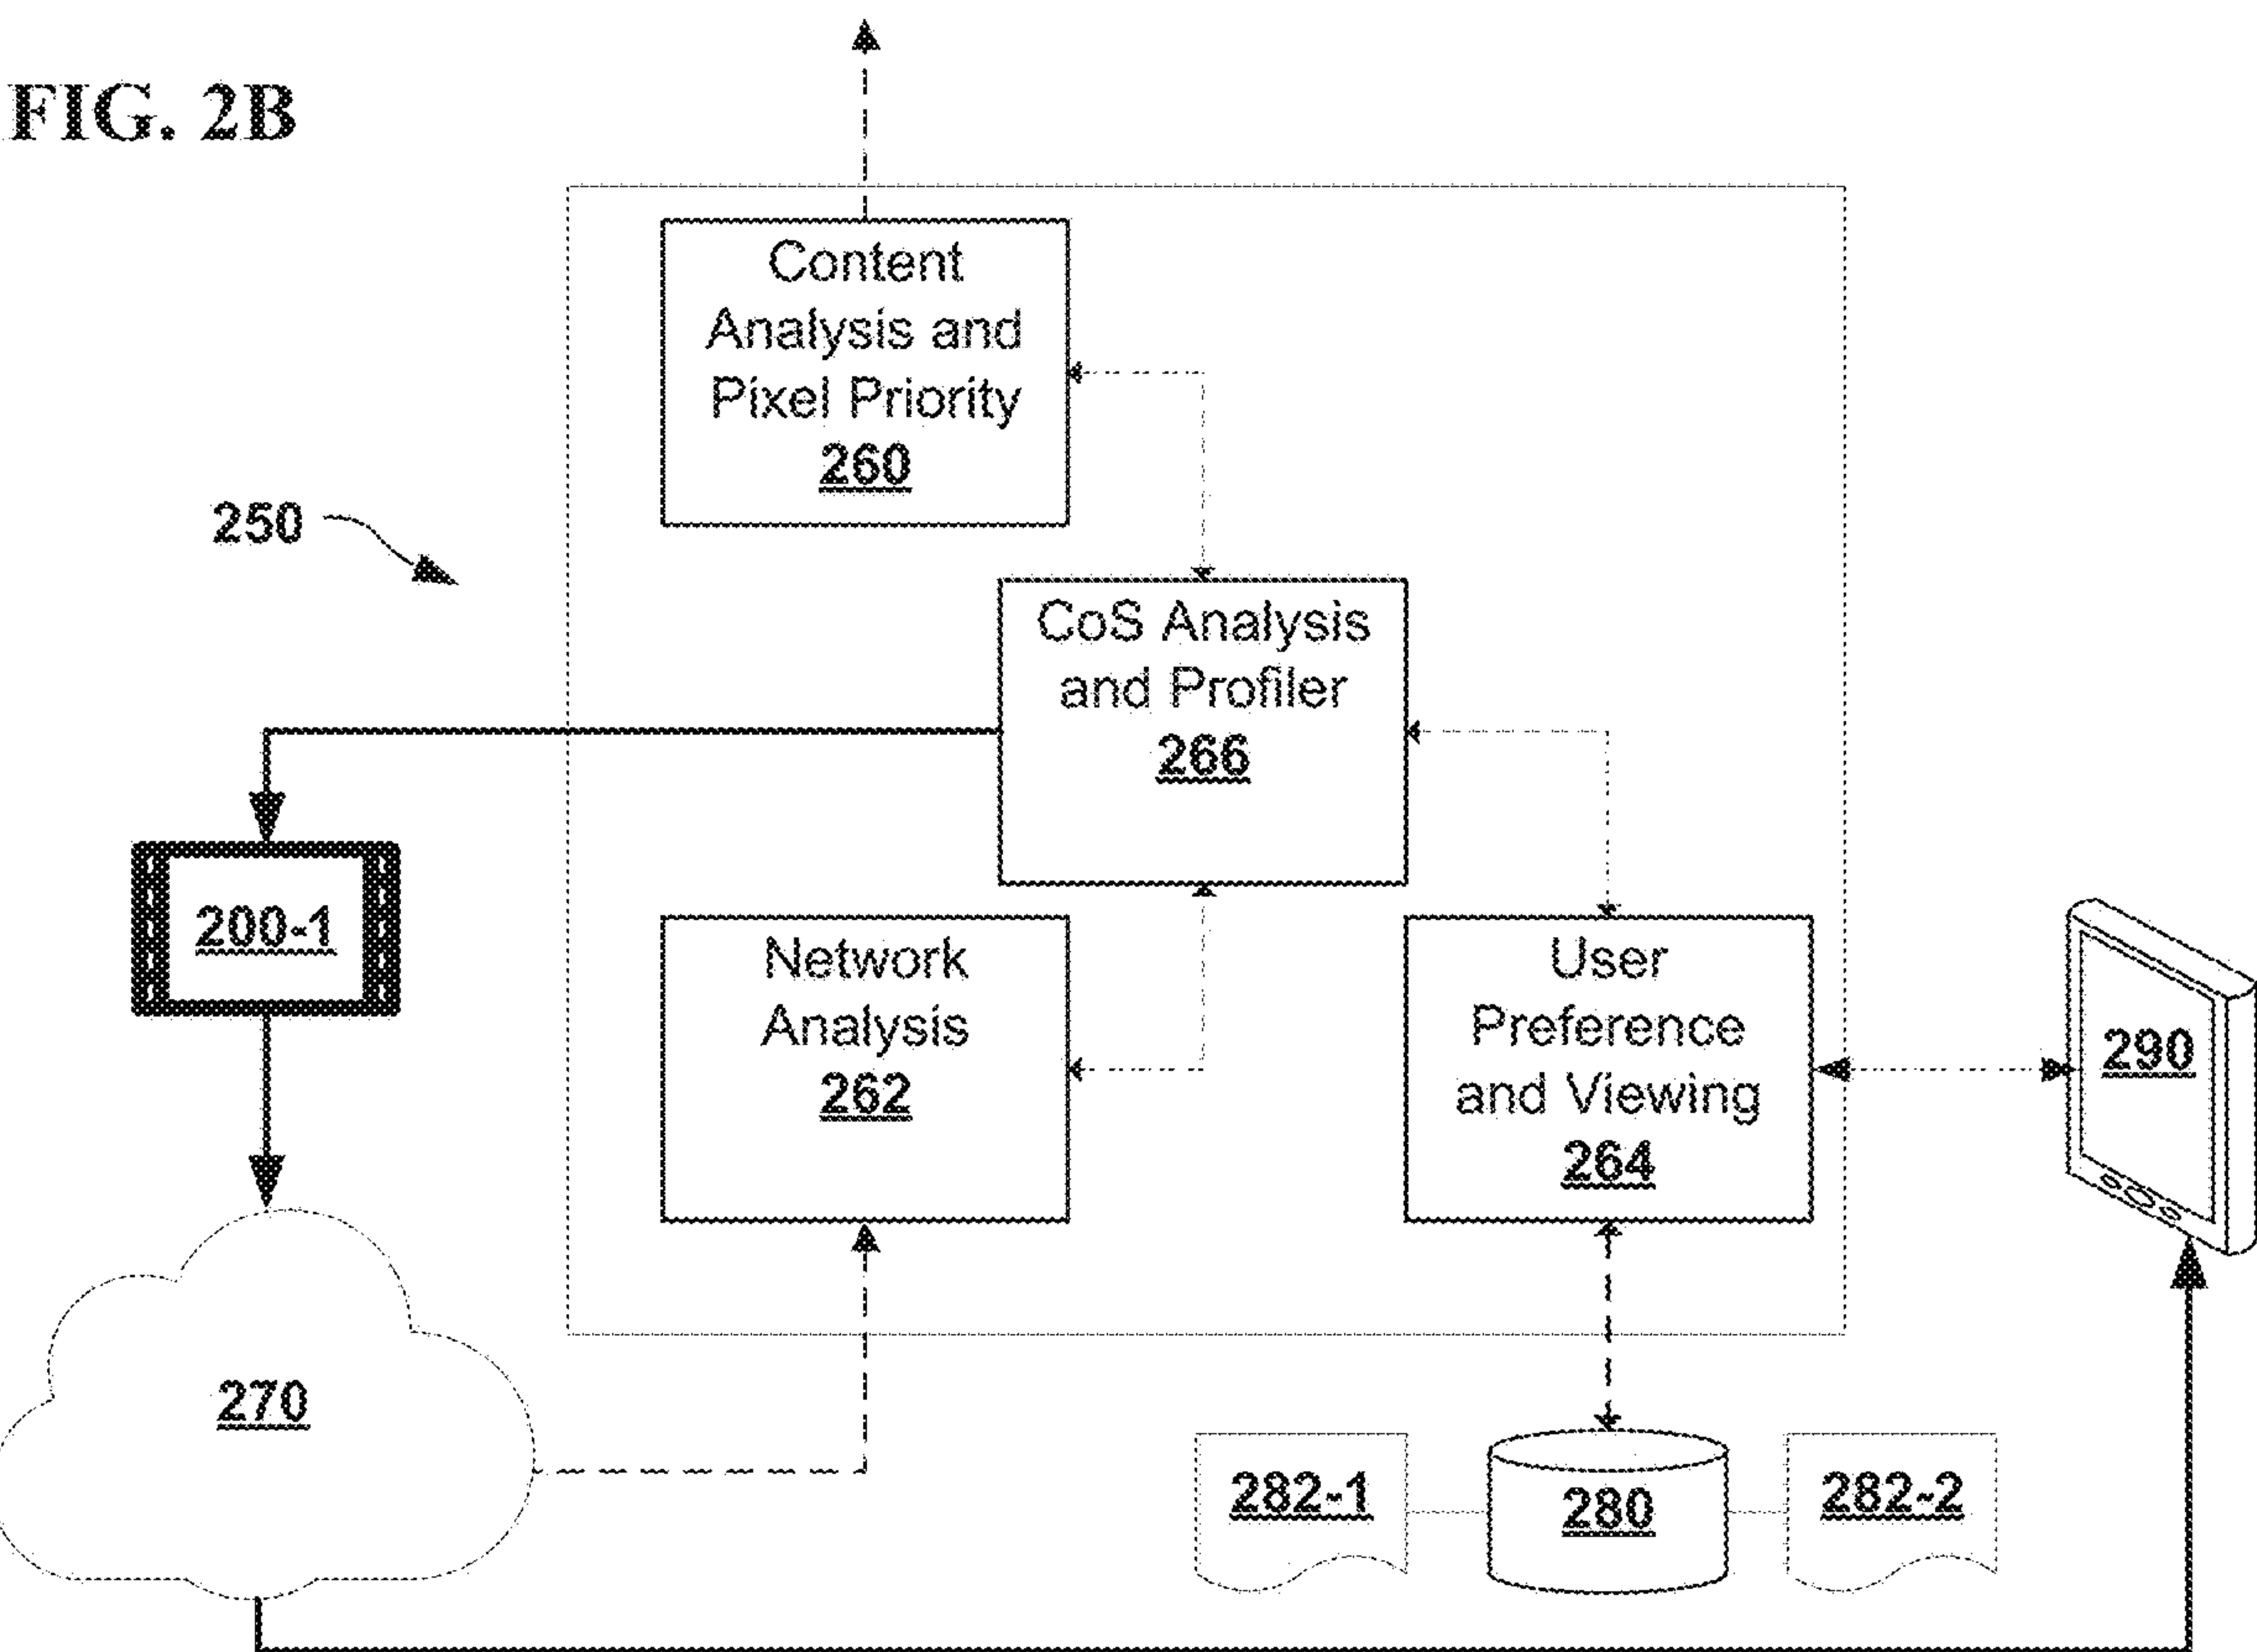 FIG. 2B
Content
Analysis and
Pixel Priority
260
250
CoS Analysis
and Profiler
266
200-1
Network
Analysis
262
User
Preference
and Viewing
264
290
270
282-1
280
282-2